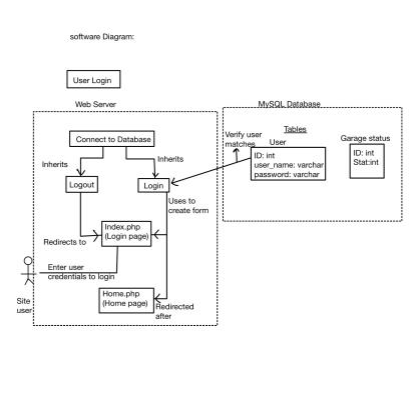 software Diagram:
User Login
Web Server
MySQL Database
Connect to Database
Inherits
Inherits
Logout
Login
Verify user
matches
Tables
User
ID: int
user_name: varchar
password: varchar
Garage status
ID: int
Stat:int
Uses to
create form
Index.php
(Login page)
Redirects to
Enter user
credentials to login
Site
user
Home.php
(Home page)
Redirected
after